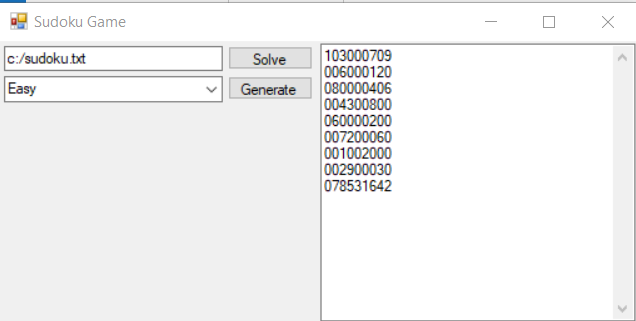 Sudoku Game
c:/sudoku.txt
Solve
Easy
Generate
103000709
006000120
080000406
004300800
060000200
007200060
001002000
002900030
078531642